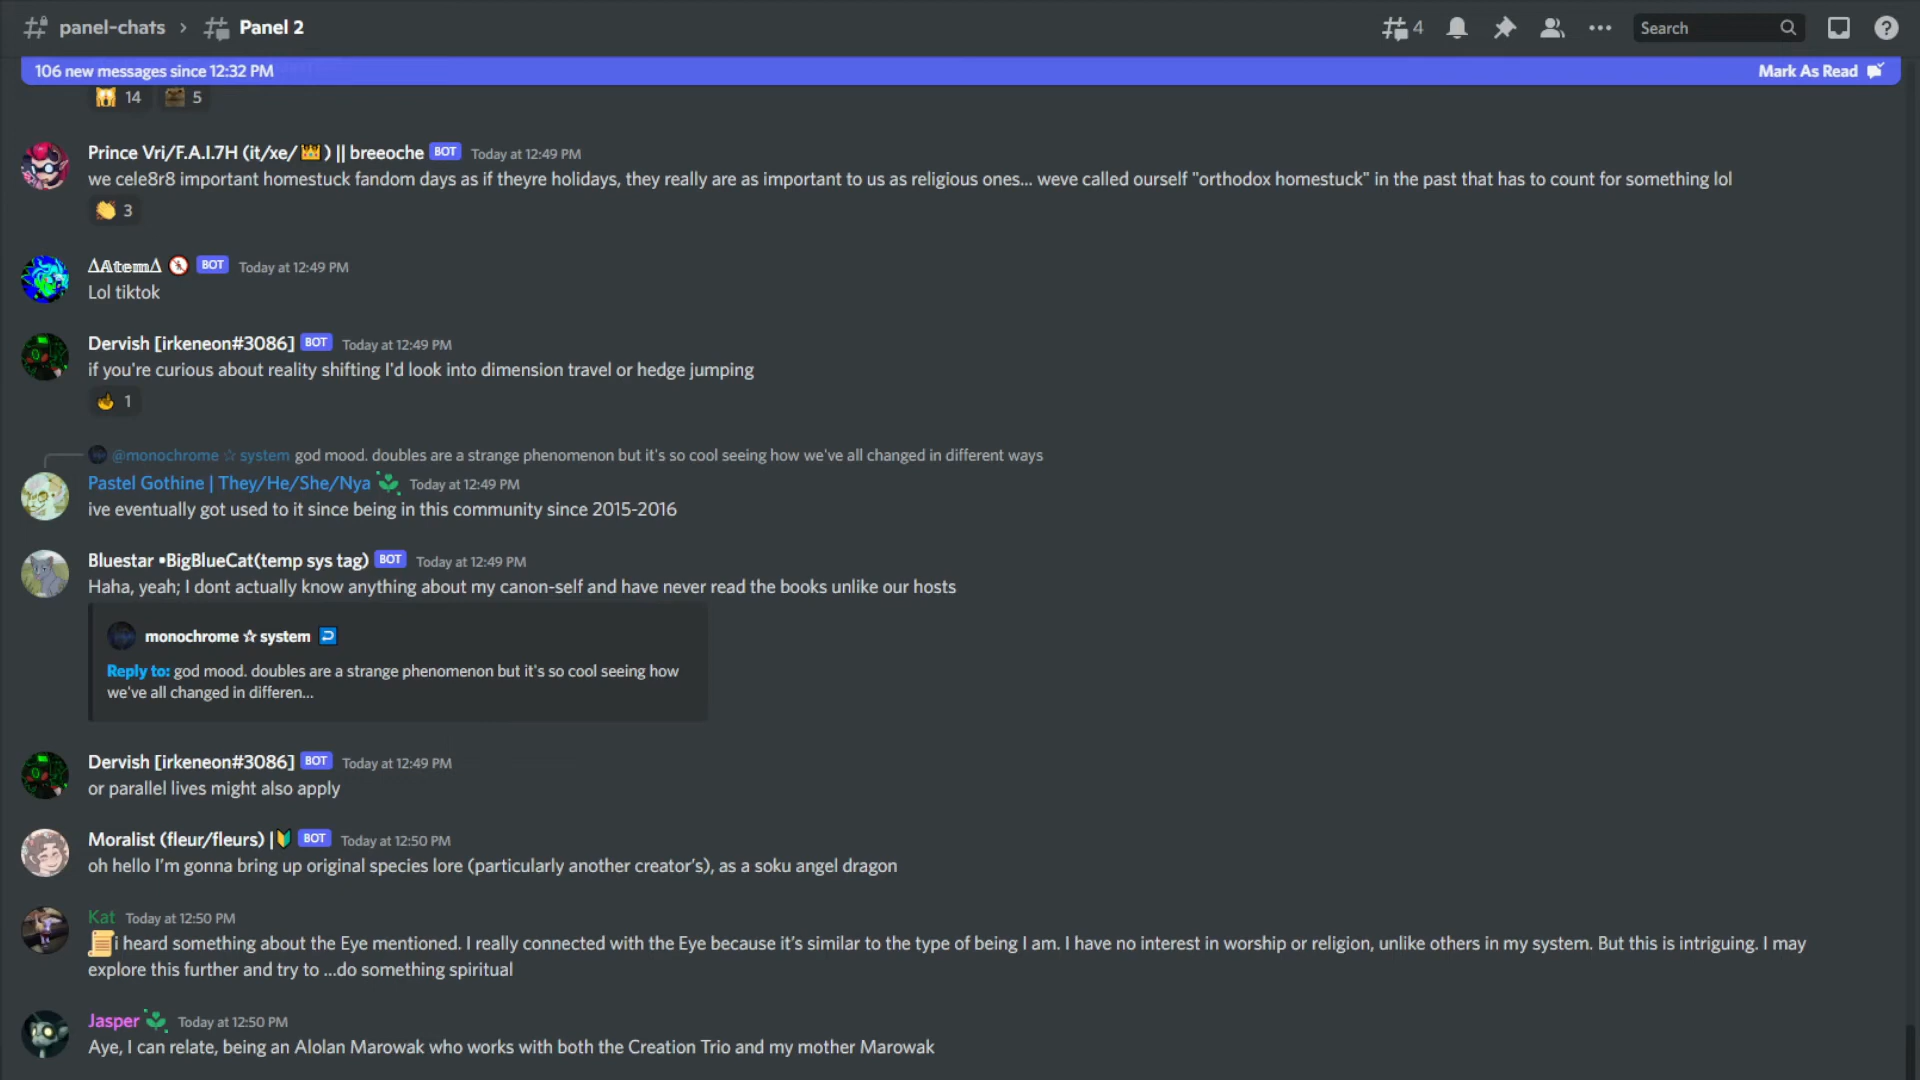 panel-chats › Panel 2 4 Search
106 new messages since 12:32 PM Mark As Read
14 5
Prince Vri/F.A.I.7H (it/xe/👑) || breeoche BOT Today at 12:49 PM
we cele8r8 important homestuck fandom days as if theyre holidays, they really are as important to us as religious ones... weve called ourself "orthodox homestuck" in the past that has to count for something lol
3
ΔAtemΔ BOT Today at 12:49 PM
Lol tiktok
Dervish [irkeneon#3086] BOT Today at 12:49 PM
if you're curious about reality shifting I'd look into dimension travel or hedge jumping
1
@monochrome ☆ system god mood. doubles are a strange phenomenon but it's so cool seeing how we've all changed in different ways
Pastel Gothine | They/He/She/Nya Today at 12:49 PM
ive eventually got used to it since being in this community since 2015-2016
Bluestar •BigBlueCat(temp sys tag) BOT Today at 12:49 PM
Haha, yeah; I dont actually know anything about my canon-self and have never read the books unlike our hosts
monochrome ☆ system
Reply to: god mood. doubles are a strange phenomenon but it's so cool seeing how
we've all changed in differen...
Dervish [irkeneon#3086] BOT Today at 12:49 PM
or parallel lives might also apply
Moralist (fleur/fleurs) |🔰 BOT Today at 12:50 PM
oh hello I'm gonna bring up original species lore (particularly another creator's), as a soku angel dragon
Kat Today at 12:50 PM
📜i heard something about the Eye mentioned. I really connected with the Eye because it's similar to the type of being I am. I have no interest in worship or religion, unlike others in my system. But this is intriguing. I may
explore this further and try to ...do something spiritual
Jasper Today at 12:50 PM
Aye, I can relate, being an Alolan Marowak who works with both the Creation Trio and my mother Marowak